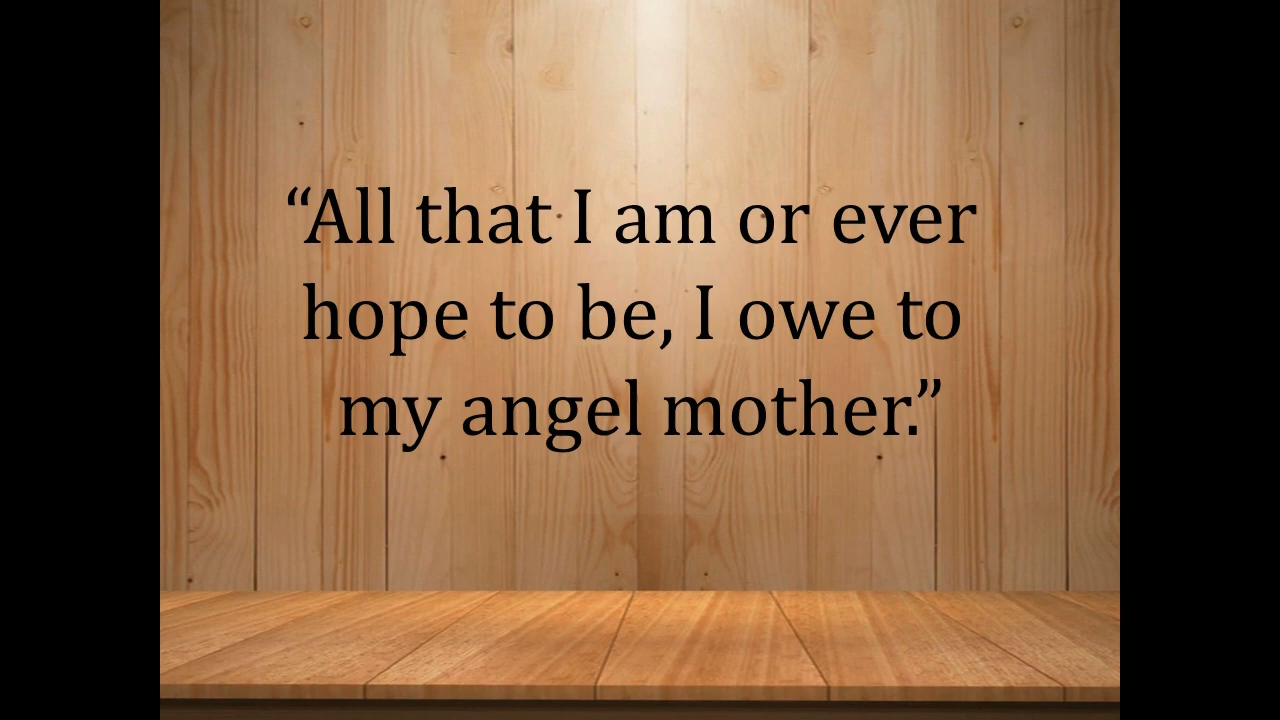 “All that I am or ever
hope to be, I owe to
my angel mother.”